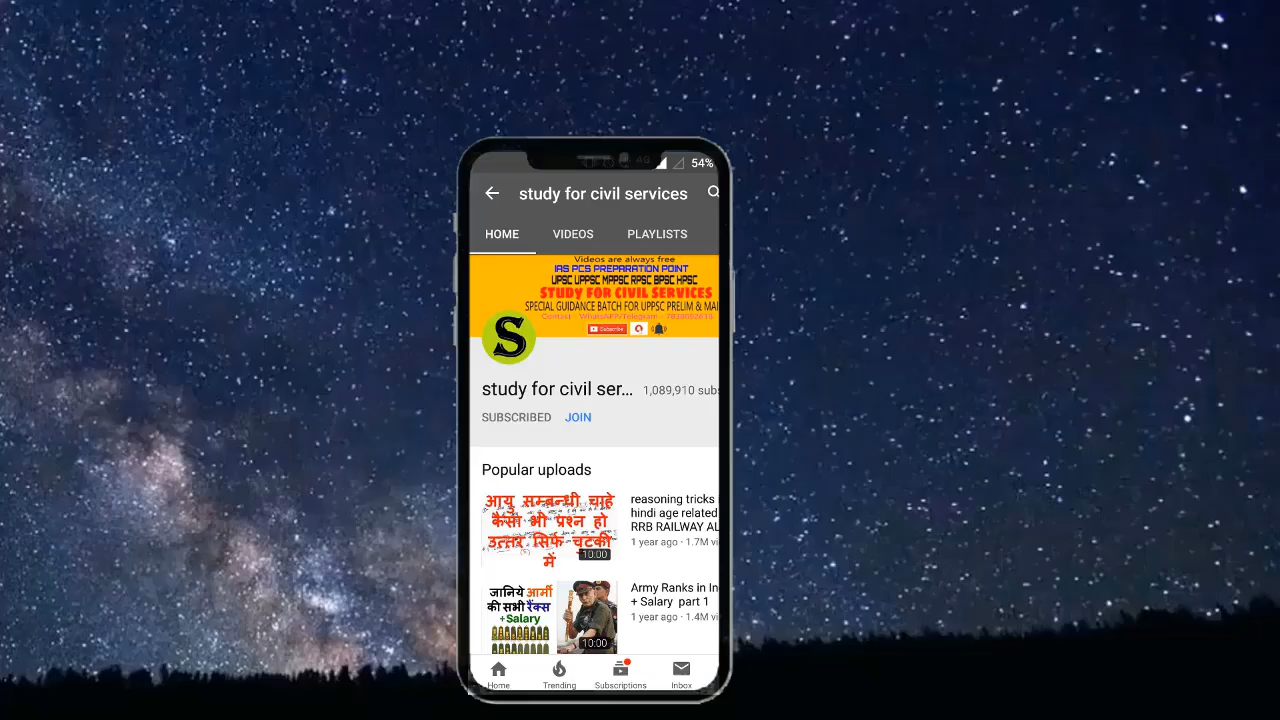 54%
study for civil services
HOME VIDEOS PLAYLISTS
Videos are always free
IAS PCS PREPARATION POINT
UPSC UPPSC MPPSC RPSC BPSC HPSC
STUDY FOR CIVIL SERVICES
SPECIAL GUIDANCE BATCH FOR UPPSC PRELIM & MAI
Contact - WhatsAPP/Telegram -
Subscribe
S
study for civil ser... 1,089,910 subs
SUBSCRIBED JOIN
Popular uploads
आयु सम्बन्धी चाहे
कैसा भी प्रश्न हो
उत्तर सिर्फ चुटकी
में
10:00
reasoning tricks
hindi age related
RRB RAILWAY AL
1 year ago · 1.7M vi
जानिये आर्मी
की सभी रैंक्स
+Salary
10:00
Army Ranks in In
+ Salary part 1
1 year ago · 1.4M vi
Home Trending Subscriptions Inbox